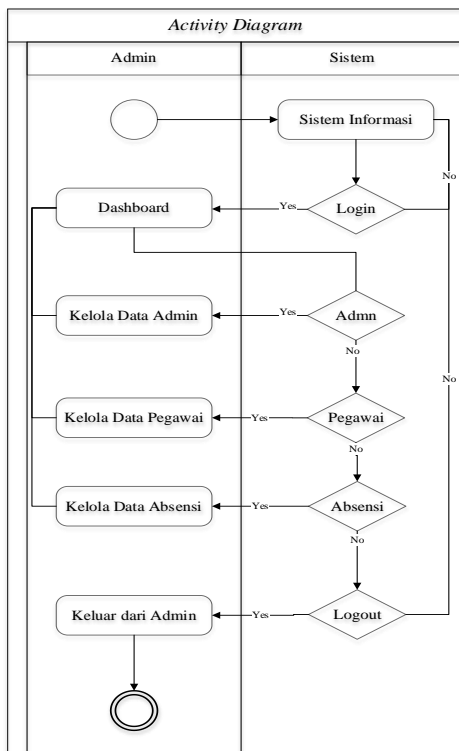 Activity Diagram
Admin
Sistem
Sistem Informasi
No
Dashboard
Yes
Login
Kelola Data Admin
Yes
Admn
No
No
Kelola Data Pegawai
Yes
Pegawai
No
Kelola Data Absensi
Yes
Absensi
No
Keluar dari Admin
Yes
Logout